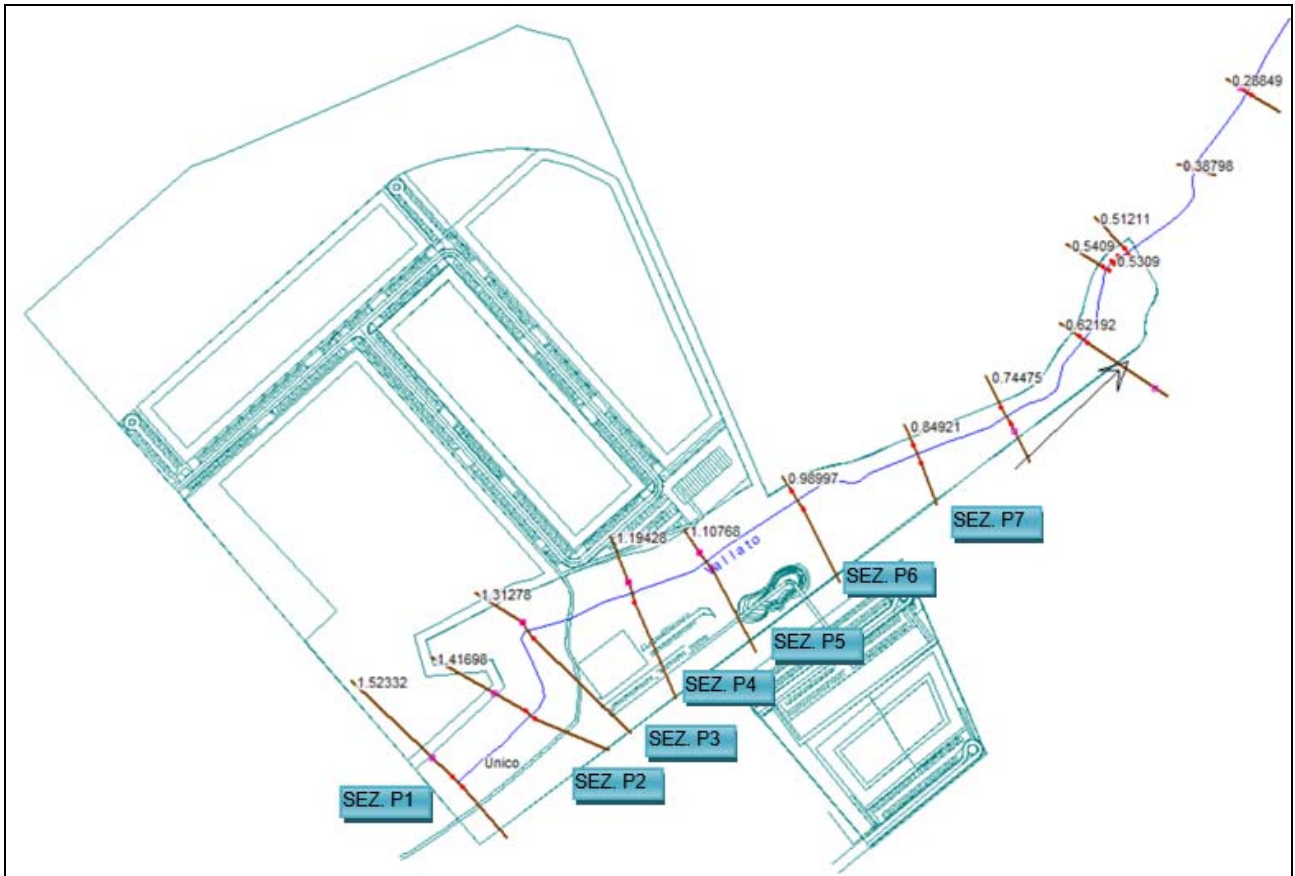 0.28849
0.38798
0.51211
0.5409
0.5309
0.62192
0.74475
0.84921
0.98997
SEZ. P7
1.10768
1.19428
Vallato
SEZ. P6
1.31278
SEZ. P5
1.41698
SEZ. P4
1.52332
SEZ. P3
Unico
SEZ. P2
SEZ. P1